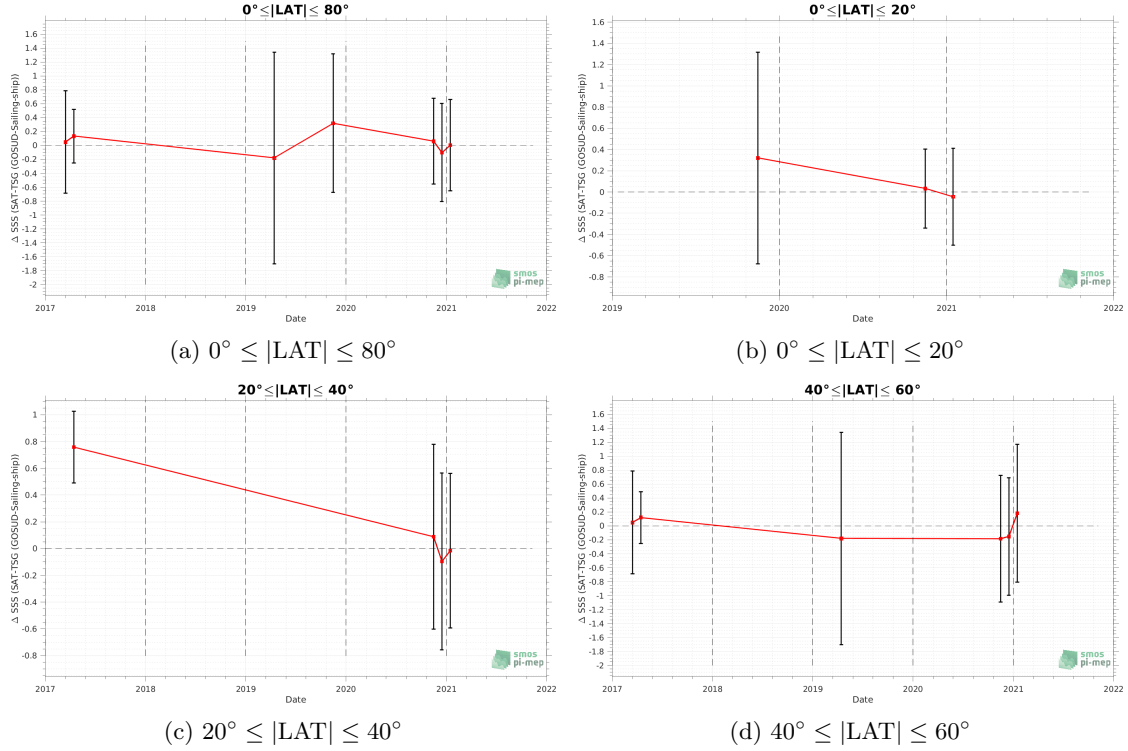 0°≤|LAT|≤ 80°
1.6
1.4
1.2
1
0.8
0.6
0.4
0.2
0
-0.2
-0.4
-0.6
-0.8
-1
-1.2
-1.4
-1.6
-1.8
-2
Δ SSS (SAT-TSG (GOSUD-Sailing-ship))
smos
pi-mep
2017 2018 2019 2020 2021 2022
Date
(a) 0° ≤ |LAT| ≤ 80°
0°≤|LAT|≤ 20°
1.6
1.4
1.2
1
0.8
0.6
0.4
0.2
0
-0.2
-0.4
-0.6
-0.8
Δ SSS (SAT-TSG (GOSUD-Sailing-ship))
smos
pi-mep
2019 2020 2021 2022
Date
(b) 0° ≤ |LAT| ≤ 20°
20°≤|LAT|≤ 40°
1
0.8
0.6
0.4
0.2
0
-0.2
-0.4
-0.6
-0.8
Δ SSS (SAT-TSG (GOSUD-Sailing-ship))
smos
pi-mep
2017 2018 2019 2020 2021 2022
Date
(c) 20° ≤ |LAT| ≤ 40°
40°≤|LAT|≤ 60°
1.6
1.4
1.2
1
0.8
0.6
0.4
0.2
0
-0.2
-0.4
-0.6
-0.8
-1
-1.2
-1.4
-1.6
-1.8
-2
Δ SSS (SAT-TSG (GOSUD-Sailing-ship))
smos
pi-mep
2017 2018 2019 2020 2021 2022
Date
(d) 40° ≤ |LAT| ≤ 60°